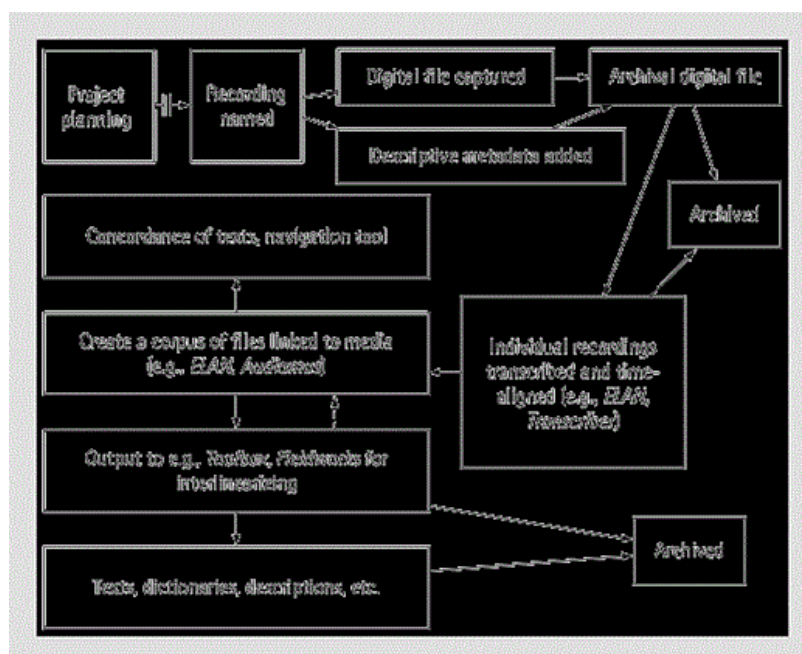 Project
planning
Recording
named
Digital file captured
Descriptive metadata added
Archival digital file
Archived
Concordance of texts, navigation tool
Create a corpus of files linked to media
(e.g., ELAN, Audiamus)
Individual recordings
transcribed and time-
aligned (e.g., ELAN,
Transcriber)
Output to e.g., Toolbox, Fieldworks for
interlinearizing
Archived
Texts, dictionaries, descriptions, etc.